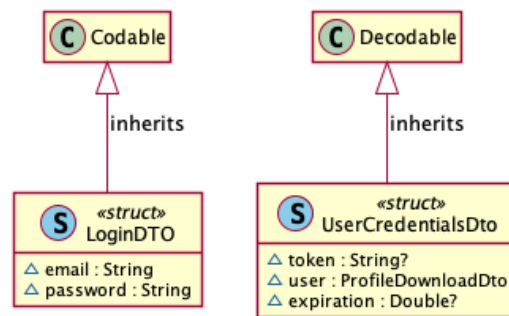 C Codable
C Decodable
inherits
inherits
S «struct»
LoginDTO
email : String
password : String
S «struct»
UserCredentialsDto
token : String?
user : ProfileDownloadDto
expiration : Double?